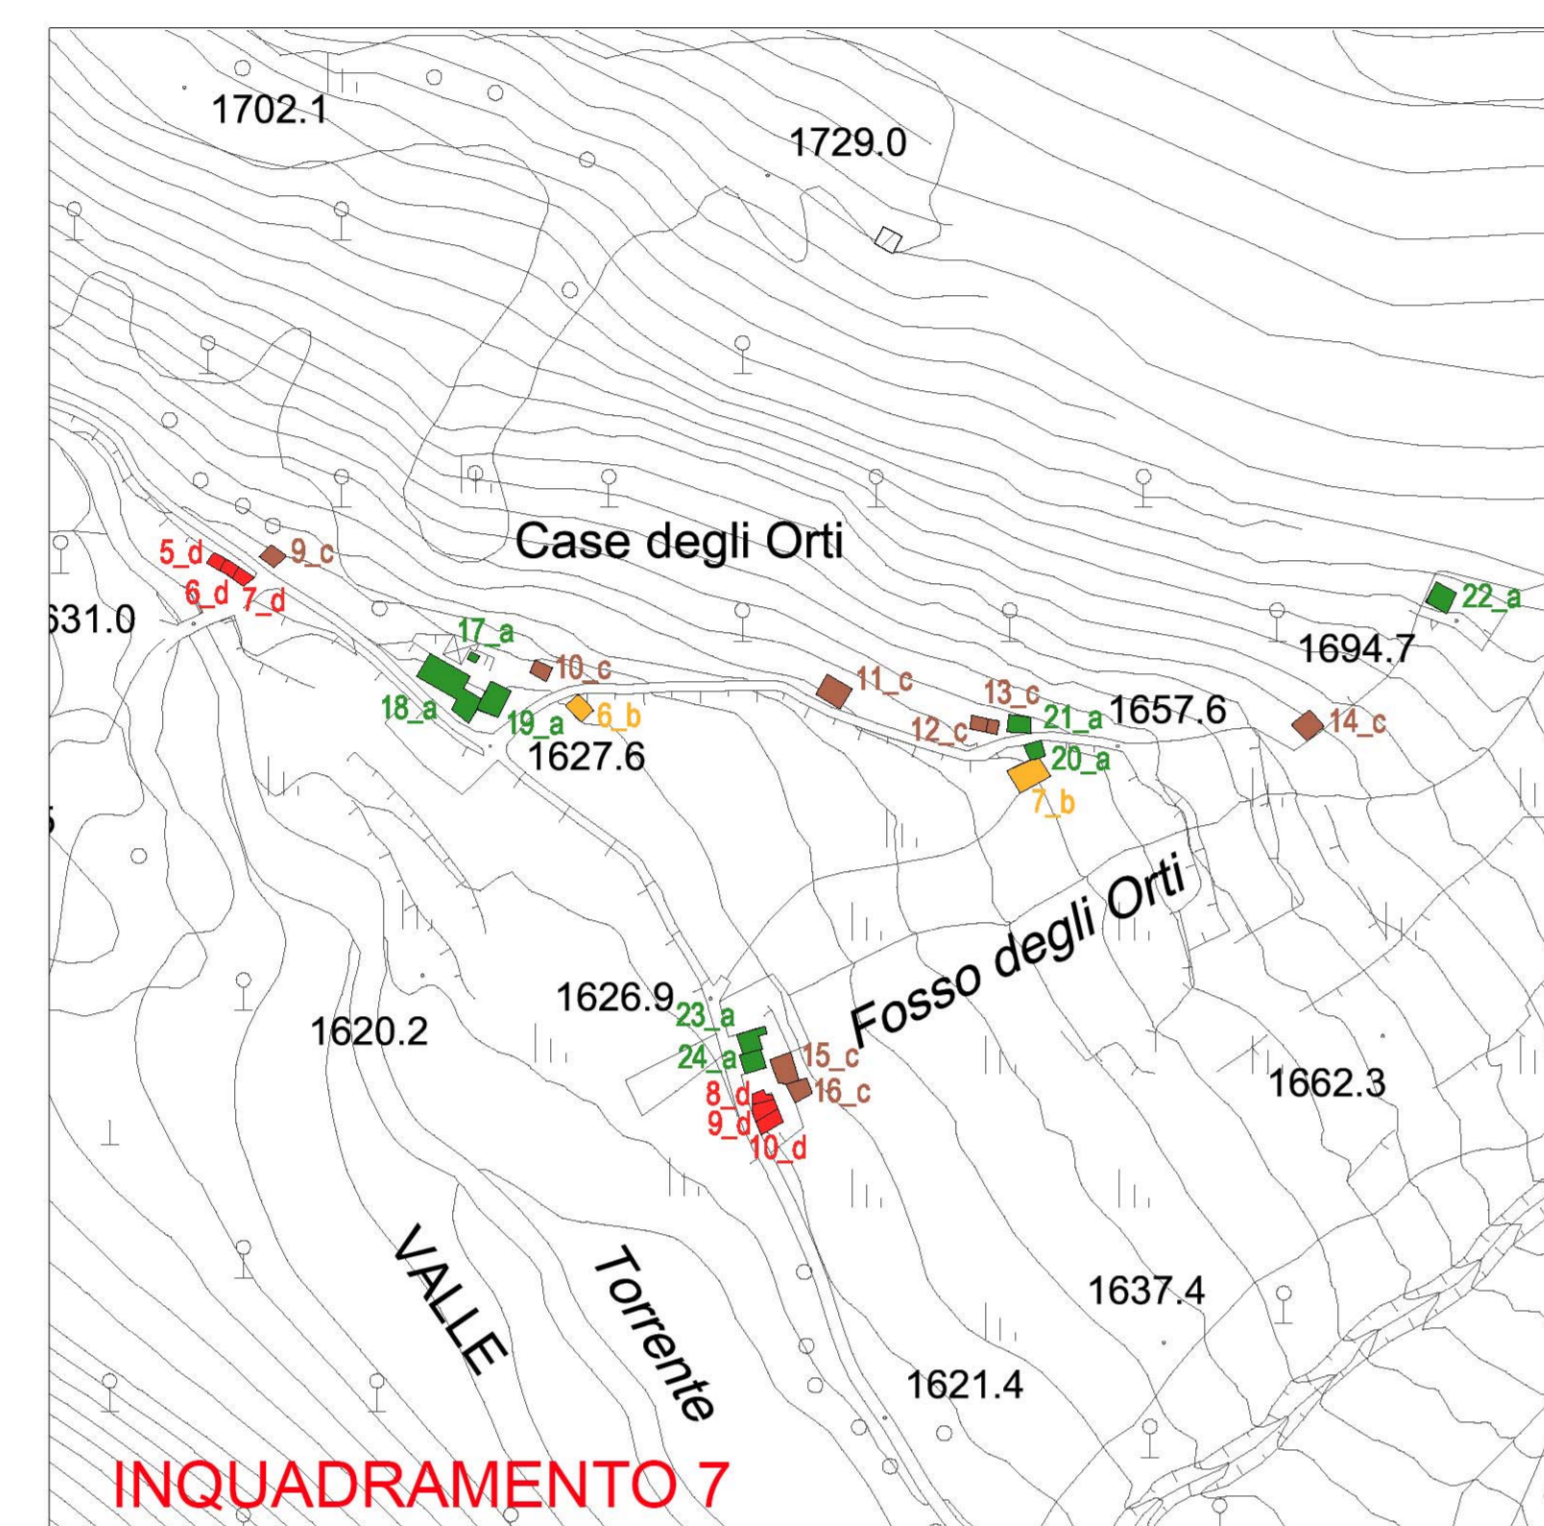 1702.1
1729.0
Case degli Orti
5_d
9_c
6_d
7_d
631.0
22_a
17_a
1694.7
10_c
11_c
13_c
18_a
19_a
6_b
12_c
21_a
1657.6
14_c
1627.6
20_a
7_b
Fosso degli Orti
1626.9
23_a
1620.2
24_a
15_c
16_c
1662.3
8_d
9_d
10_d
VALLE
Torrente
1637.4
1621.4
INQUADRAMENTO 7